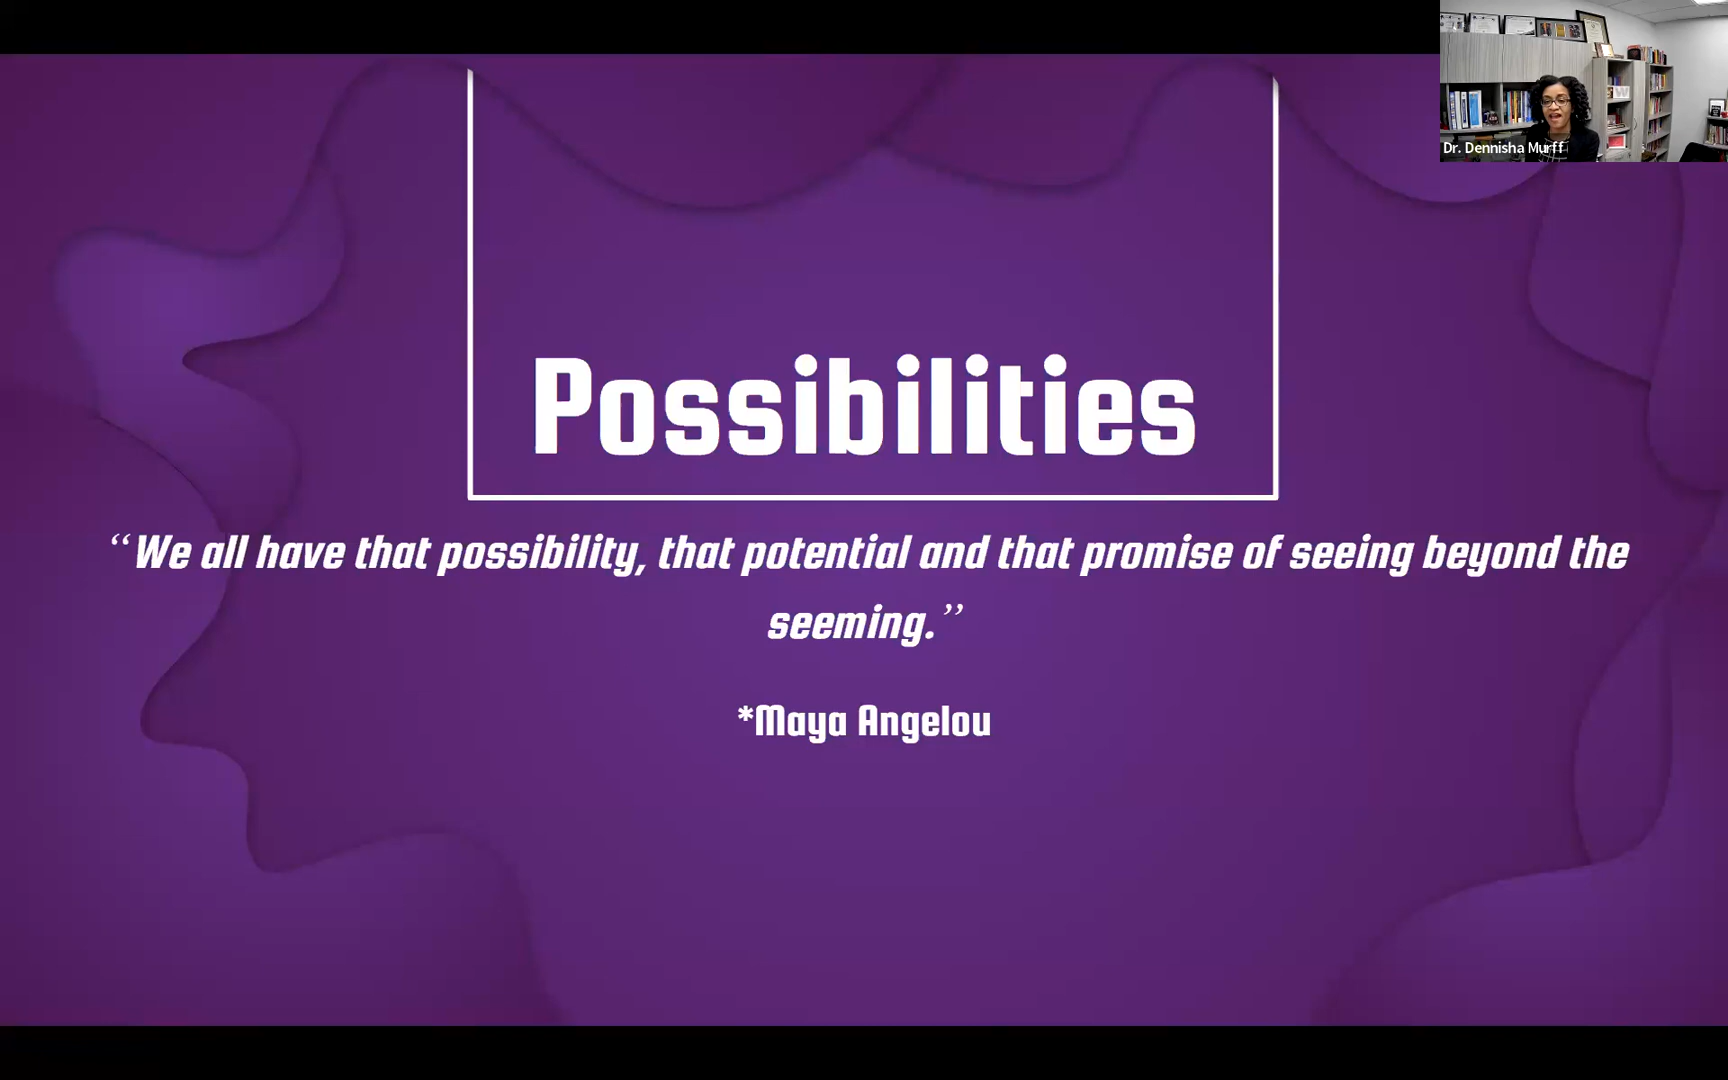 Dr. Dennisha Murff
Possibilities
“We all have that possibility, that potential and that promise of seeing beyond the
seeming.”
*Maya Angelou